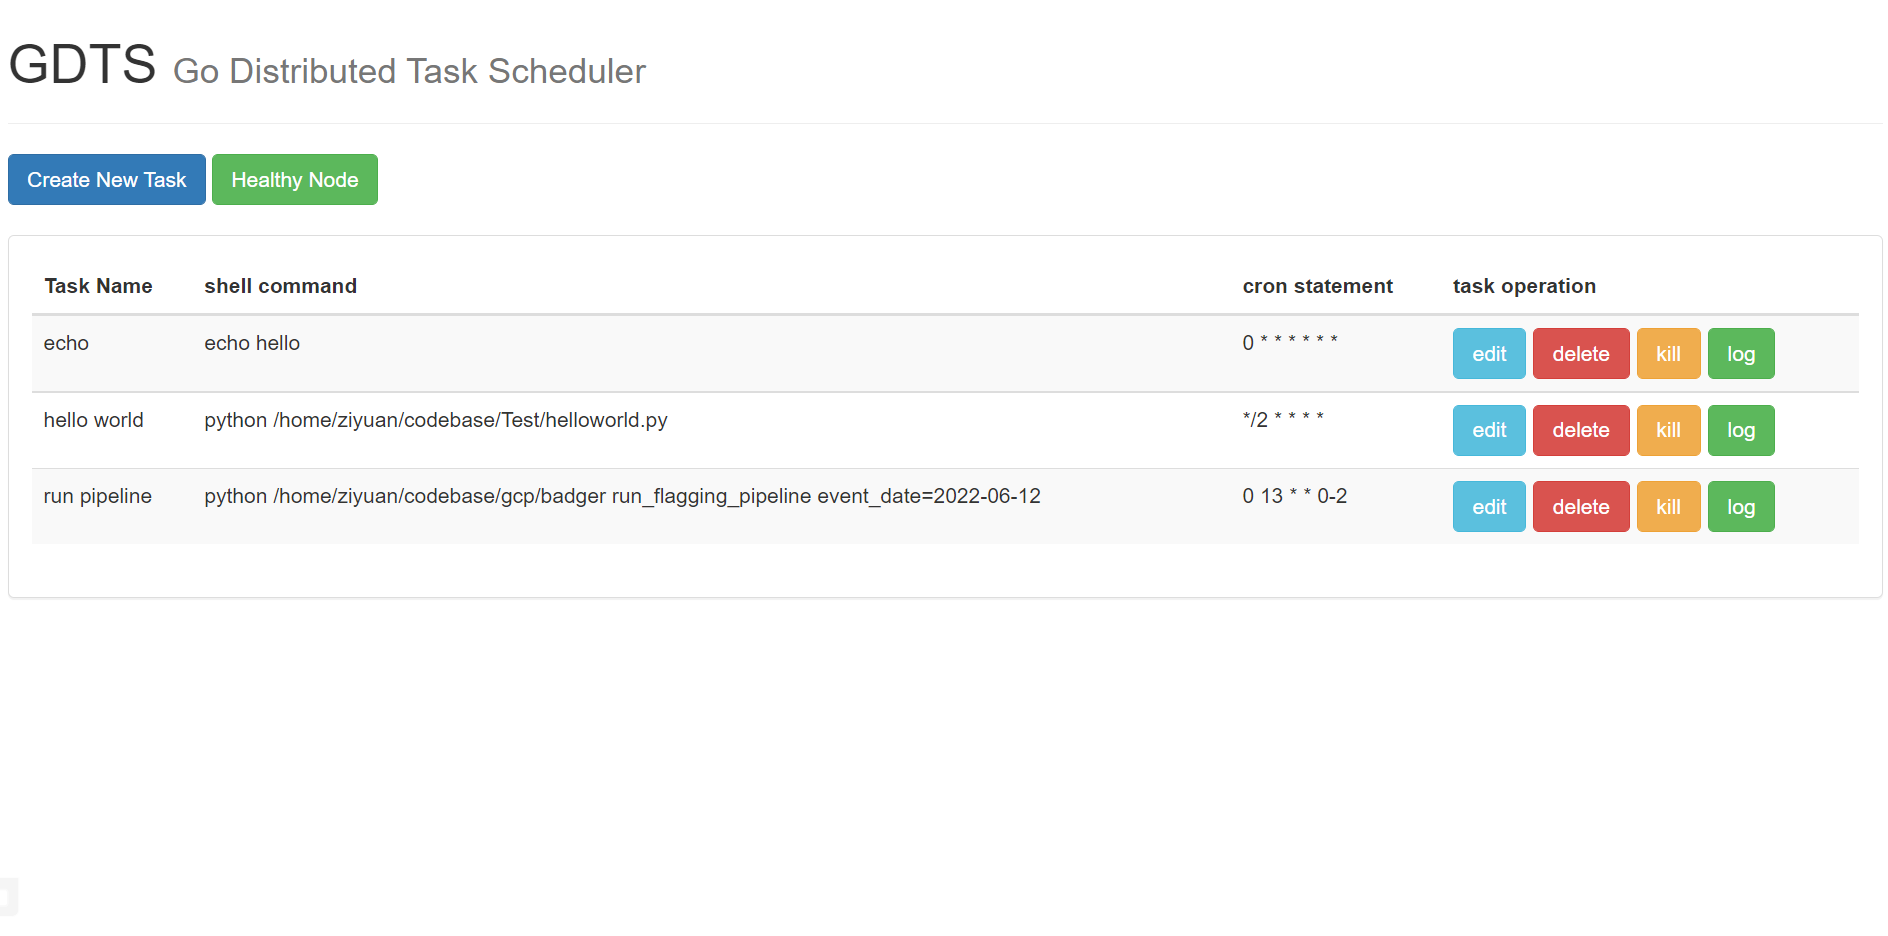 GDTS Go Distributed Task Scheduler
Create New Task Healthy Node
Task Name shell command cron statement task operation
echo echo hello 0 * * * * * * edit delete kill log
hello world python /home/ziyuan/codebase/Test/helloworld.py */2 * * * * edit delete kill log
run pipeline python /home/ziyuan/codebase/gcp/badger run_flagging_pipeline event_date=2022-06-12 0 13 * * 0-2 edit delete kill log